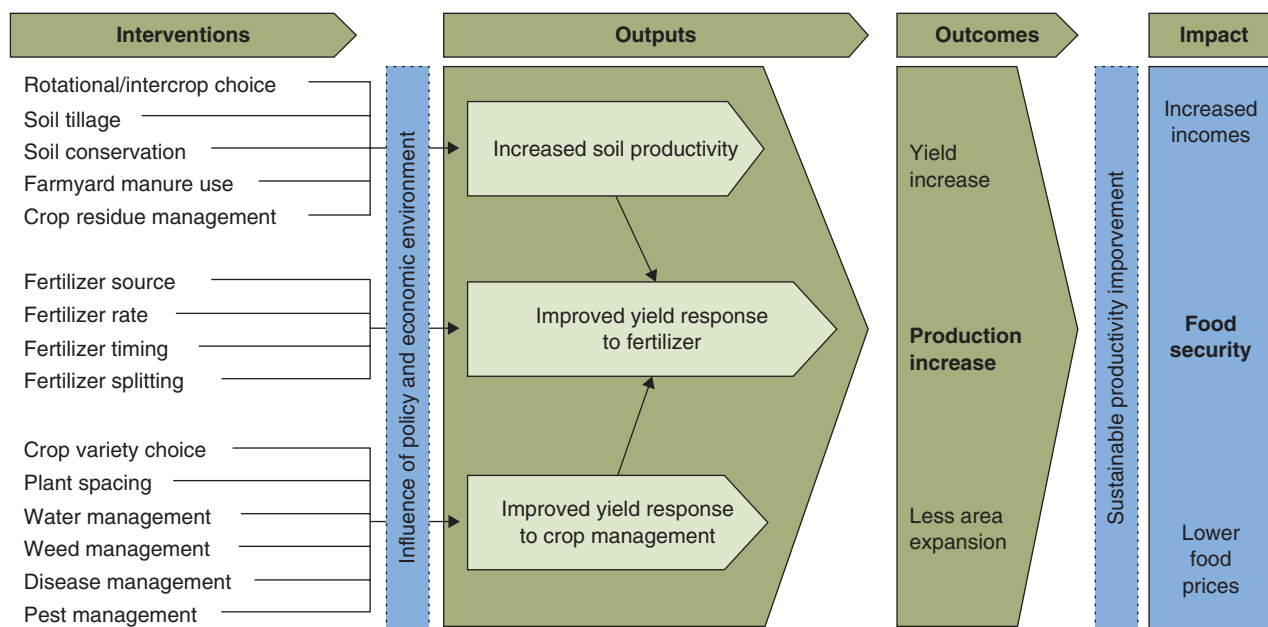 Interventions
Outputs
Outcomes
Impact
Rotational/intercrop choice
Soil tillage
Soil conservation
Farmyard manure use
Crop residue management
Fertilizer source
Fertilizer rate
Fertilizer timing
Fertilizer splitting
Crop variety choice
Plant spacing
Water management
Weed management
Disease management
Pest management
Influence of policy and economic environment
Increased soil productivity
Improved yield response
to fertilizer
Improved yield response
to crop management
Yield
increase
Production
increase
Less area
expansion
Sustainable productivity imporvement
Increased
incomes
Food
security
Lower
food
prices